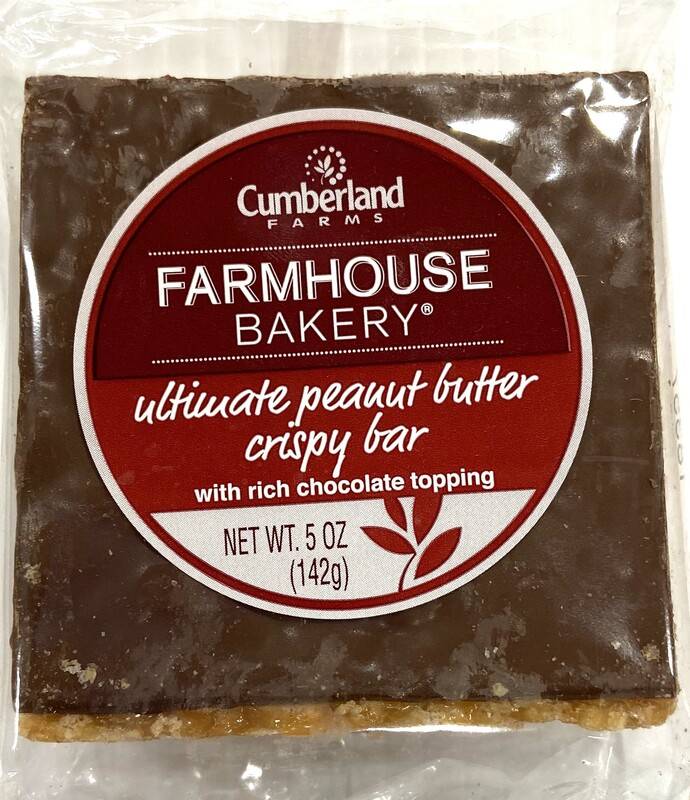 Cumberland
FARMS
FARMHOUSE
BAKERY®
ultimate peanut butter
crispy bar
with rich chocolate topping
NET WT. 5 OZ
(142g)